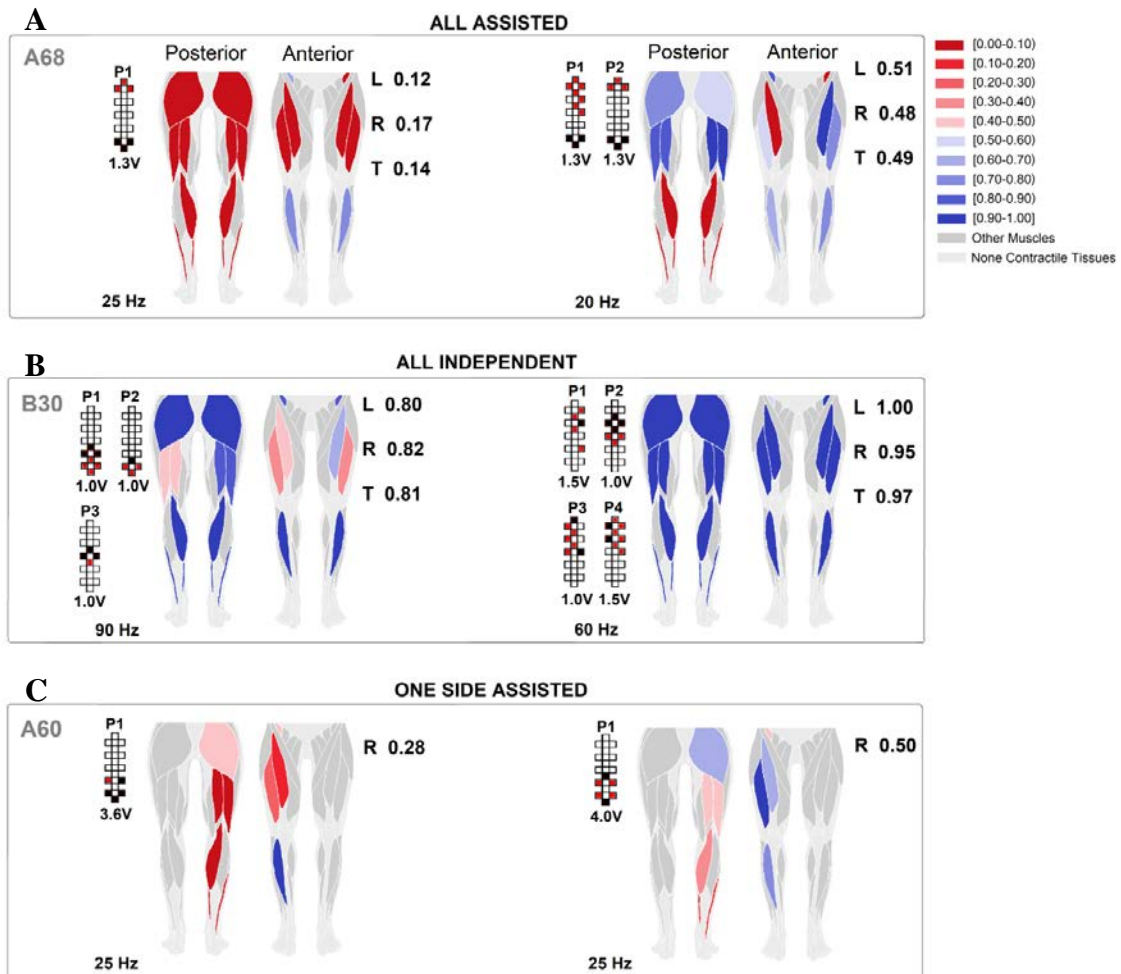 A
ALL ASSISTED
A68
Posterior
Anterior
P1
1.3V
L 0.12
R 0.17
T 0.14
25 Hz
Posterior
Anterior
P1
P2
1.3V
1.3V
L 0.51
R 0.48
T 0.49
20 Hz
[0.00-0.10)
[0.10-0.20)
[0.20-0.30)
[0.30-0.40)
[0.40-0.50)
[0.50-0.60)
[0.60-0.70)
[0.70-0.80)
[0.80-0.90)
[0.90-1.00]
Other Muscles
None Contractile Tissues
B
ALL INDEPENDENT
B30
P1
P2
1.0V
1.0V
P3
1.0V
L 0.80
R 0.82
T 0.81
90 Hz
P1
P2
1.5V
1.0V
P3
P4
1.0V
1.5V
L 1.00
R 0.95
T 0.97
60 Hz
C
ONE SIDE ASSISTED
A60
P1
3.6V
R 0.28
25 Hz
P1
4.0V
R 0.50
25 Hz